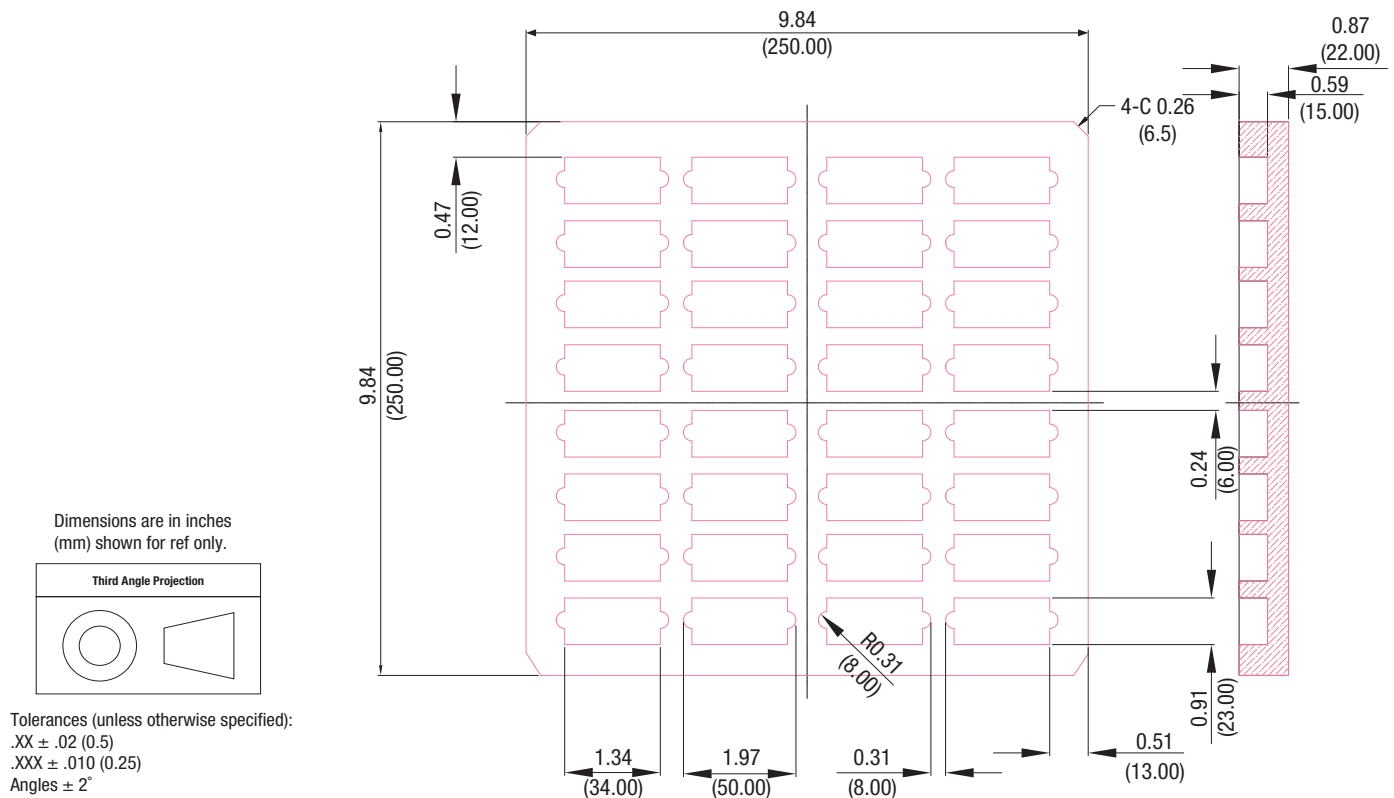 9.84
(250.00)
0.87
(22.00)
0.59
(15.00)
4-C 0.26
(6.5)
0.47
(12.00)
9.84
(250.00)
0.24
(6.00)
Dimensions are in inches
(mm) shown for ref only.
Third Angle Projection
R0.31
(8.00)
0.91
(23.00)
Tolerances (unless otherwise specified):
.XX ± .02 (0.5)
.XXX ± .010 (0.25)
Angles ± 2°
1.34
(34.00)
1.97
(50.00)
0.31
(8.00)
0.51
(13.00)